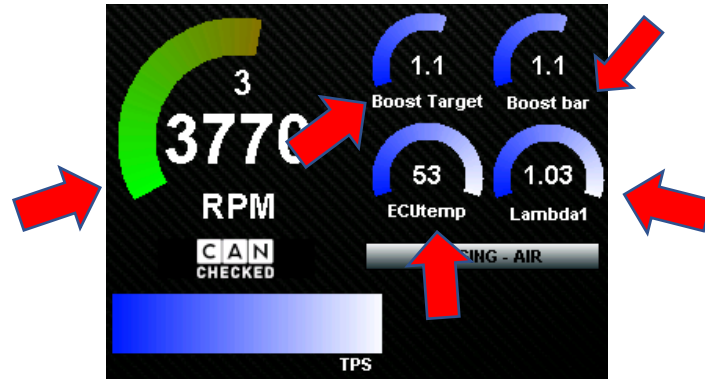 3
3770
RPM
1.1
Boost Target
1.1
Boost bar
53
ECUtemp
1.03
Lambda1
CAN
CHECKED
- AIR
TPS